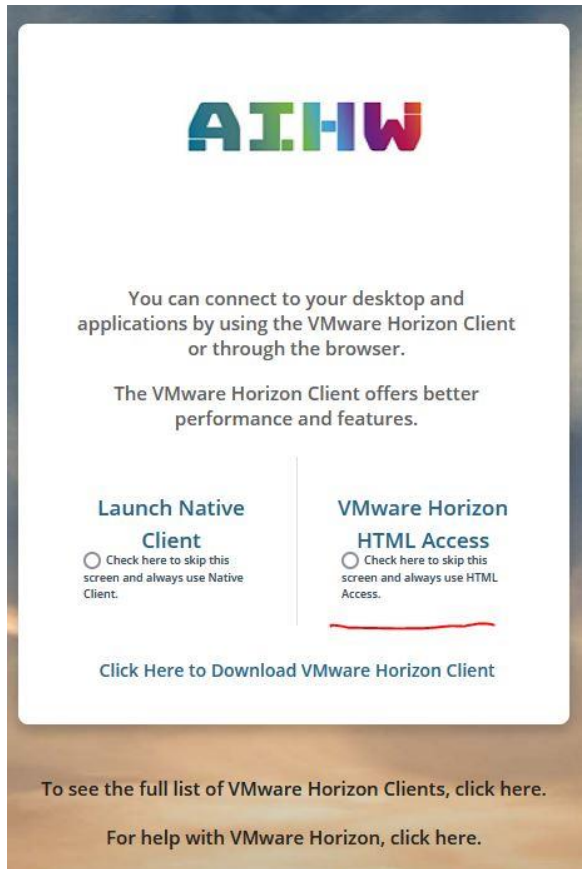 AIHW
You can connect to your desktop and
applications by using the VMware Horizon Client
or through the browser.
The VMware Horizon Client offers better
performance and features.
Launch Native
Client
Check here to skip this
screen and always use Native
Client.
VMware Horizon
HTML Access
Check here to skip this
screen and always use HTML
Access.
Click Here to Download VMware Horizon Client
To see the full list of VMware Horizon Clients, click here.
For help with VMware Horizon, click here.